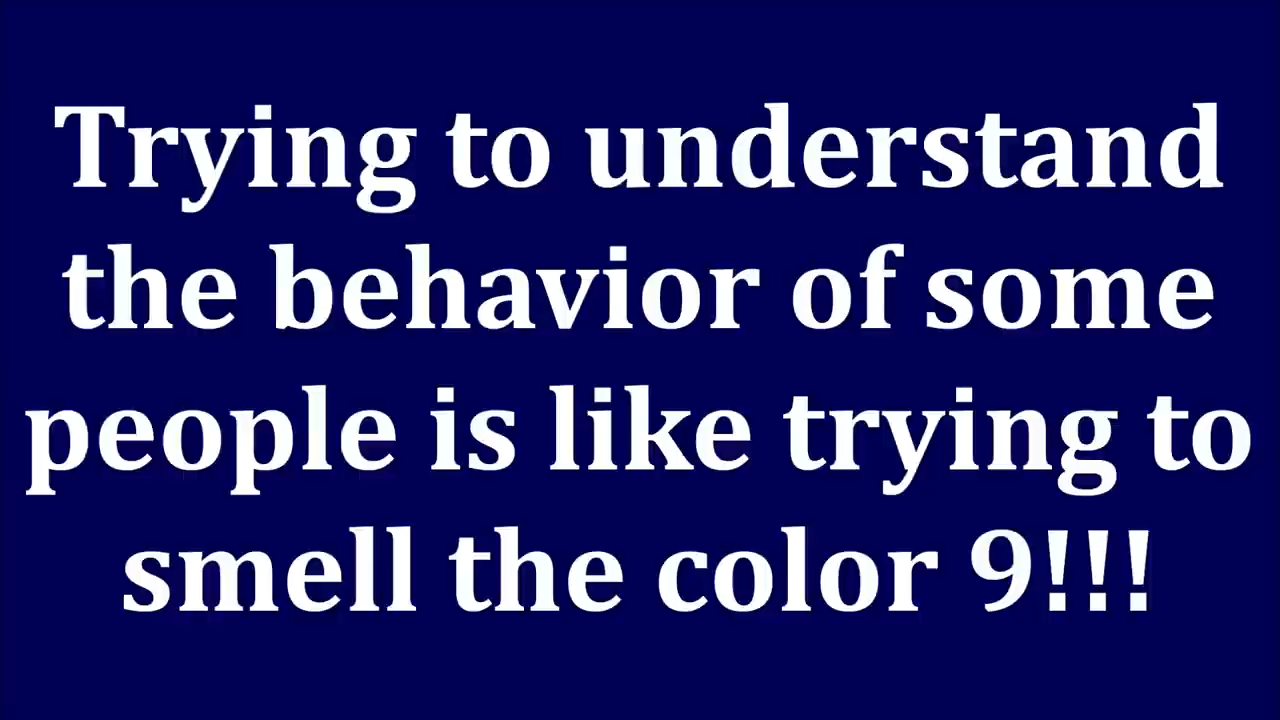 Trying to understand
the behavior of some
people is like trying to
smell the color 9!!!